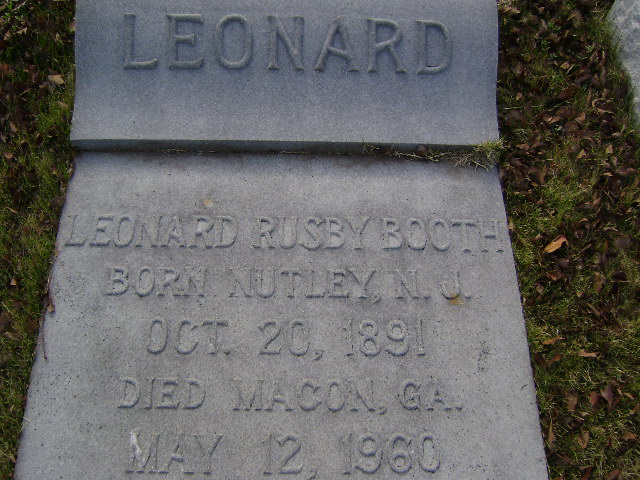 LEONARD
LEONARD RUSBY BOOTH
BORN NUTLEY, N. J.
OCT. 20, 1891
DIED MACON, GA.
MAY 12, 1960